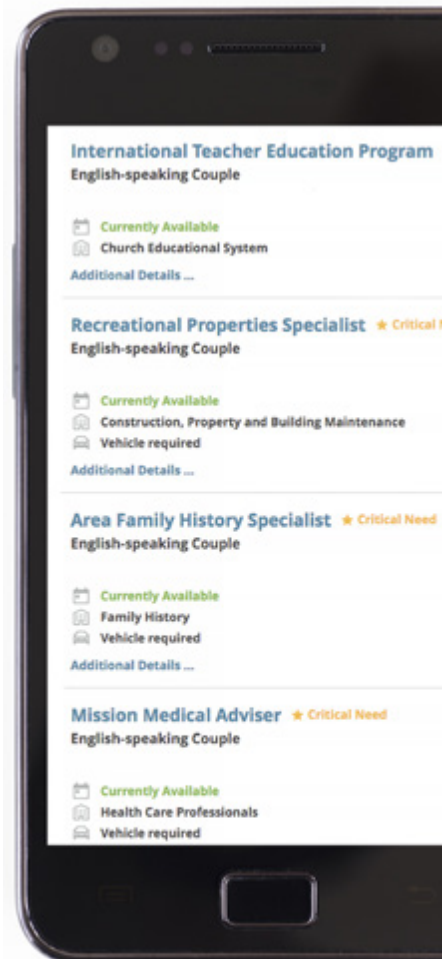 International Teacher Education Program
English-speaking Couple
Currently Available
Church Educational System
Additional Details ...
Recreational Properties Specialist ★ Critical
English-speaking Couple
Currently Available
Construction, Property and Building Maintenance
Vehicle required
Additional Details ...
Area Family History Specialist ★ Critical Need
English-speaking Couple
Currently Available
Family History
Vehicle required
Additional Details ...
Mission Medical Adviser ★ Critical Need
English-speaking Couple
Currently Available
Health Care Professionals
Vehicle required